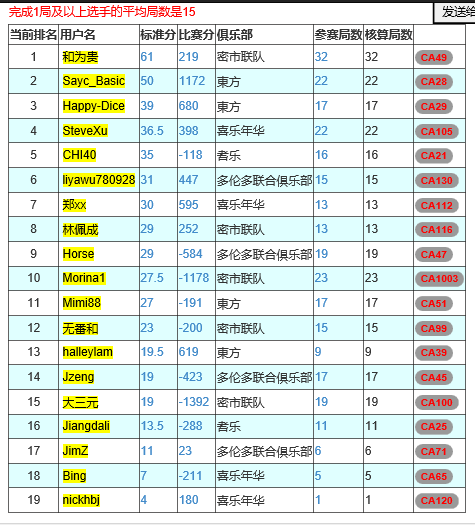 完成1局及以上选手的平均局数是15
发送给
当前排名 用户名 标准分 比赛分 俱乐部 参赛局数 核算局数
1 和为贵 61 219 密市联队 32 32 CA49
2 Sayc_Basic 50 1172 東方 22 22 CA28
3 Happy-Dice 39 680 東方 17 17 CA29
4 SteveXu 36.5 398 喜乐年华 22 22 CA105
5 CHI40 35 -118 耆乐 16 16 CA21
6 liyawu780928 31 447 多伦多联合俱乐部 15 15 CA130
7 郑xx 30 595 喜乐年华 13 13 CA112
8 林佩成 29 252 密市联队 13 13 CA116
9 Horse 29 -584 多伦多联合俱乐部 19 19 CA47
10 Morina1 27.5 -1178 密市联队 23 23 CA1003
11 Mimi88 27 -191 東方 17 17 CA51
12 无番和 23 -200 密市联队 15 15 CA99
13 halleylam 19.5 619 東方 9 9 CA39
14 Jzeng 19 -423 多伦多联合俱乐部 17 17 CA45
15 大三元 19 -1392 密市联队 19 19 CA100
16 Jiangdali 13.5 -288 耆乐 11 11 CA25
17 JimZ 11 23 多伦多联合俱乐部 6 6 CA71
18 Bing 7 -211 喜乐年华 5 5 CA65
19 nickhbj 4 180 喜乐年华 1 1 CA120